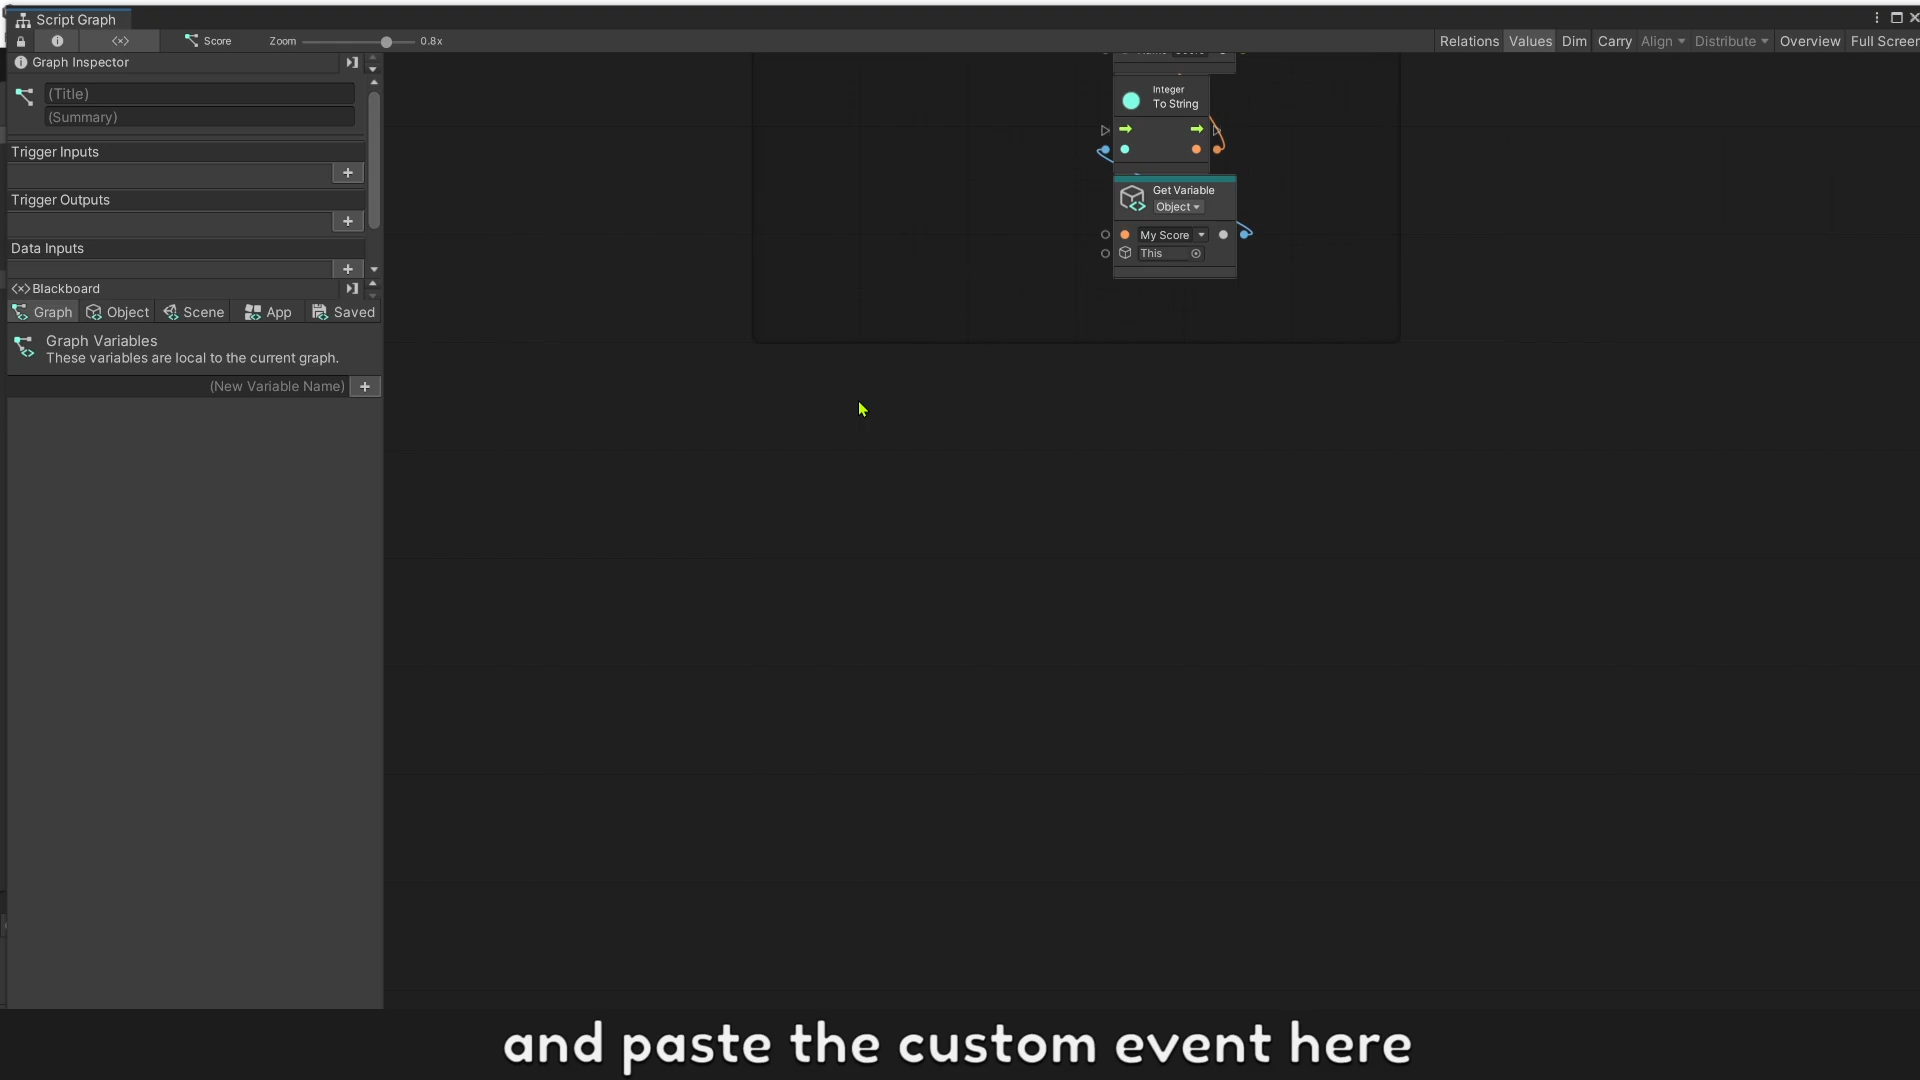 Script Graph
Score
Zoom
0.8x
Relations
Values
Dim
Carry
Align
Distribute
Overview
Full Screen
Graph Inspector
(Title)
(Summary)
Trigger Inputs
+
Trigger Outputs
+
Data Inputs
+
Blackboard
Graph
Object
Scene
App
Saved
Graph Variables
These variables are local to the current graph.
(New Variable Name)
+
Integer
To String
Get Variable
Object
My Score
This
and paste the custom event here